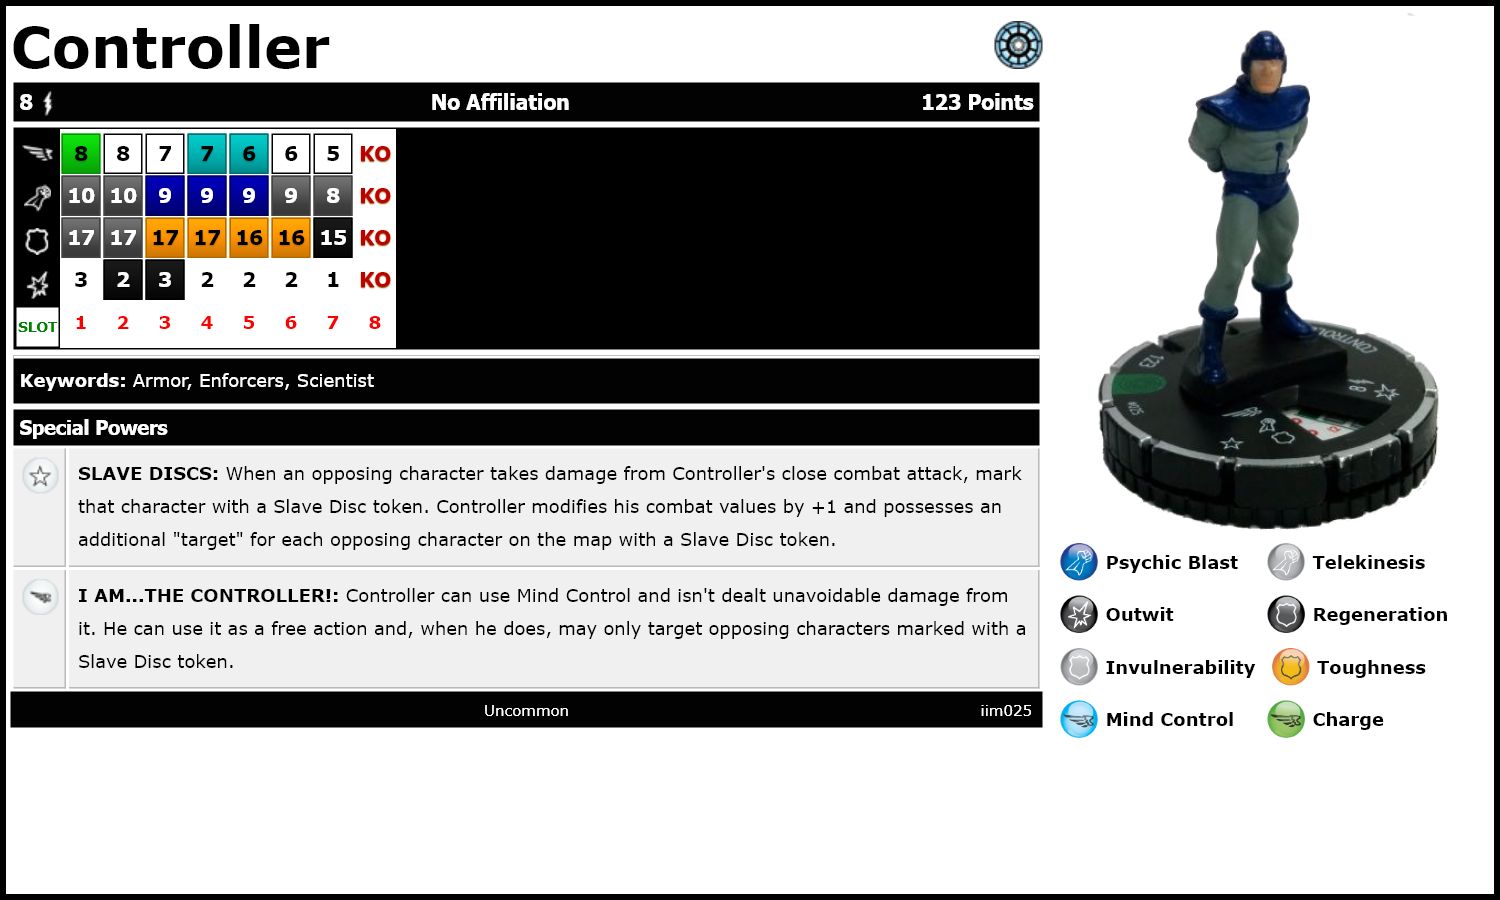 Controller
8 No Affiliation 123 Points
8 8 7 7 6 6 5 KO
10 10 9 9 9 9 8 KO
17 17 17 17 16 16 15 KO
3 2 3 2 2 2 1 KO
SLOT 1 2 3 4 5 6 7 8
Keywords: Armor, Enforcers, Scientist
Special Powers
SLAVE DISCS: When an opposing character takes damage from Controller's close combat attack, mark
that character with a Slave Disc token. Controller modifies his combat values by +1 and possesses an
additional "target" for each opposing character on the map with a Slave Disc token.
I AM...THE CONTROLLER!: Controller can use Mind Control and isn't dealt unavoidable damage from
it. He can use it as a free action and, when he does, may only target opposing characters marked with a
Slave Disc token.
Uncommon iim025
123
#025
8
Psychic Blast Telekinesis
Outwit Regeneration
Invulnerability Toughness
Mind Control Charge